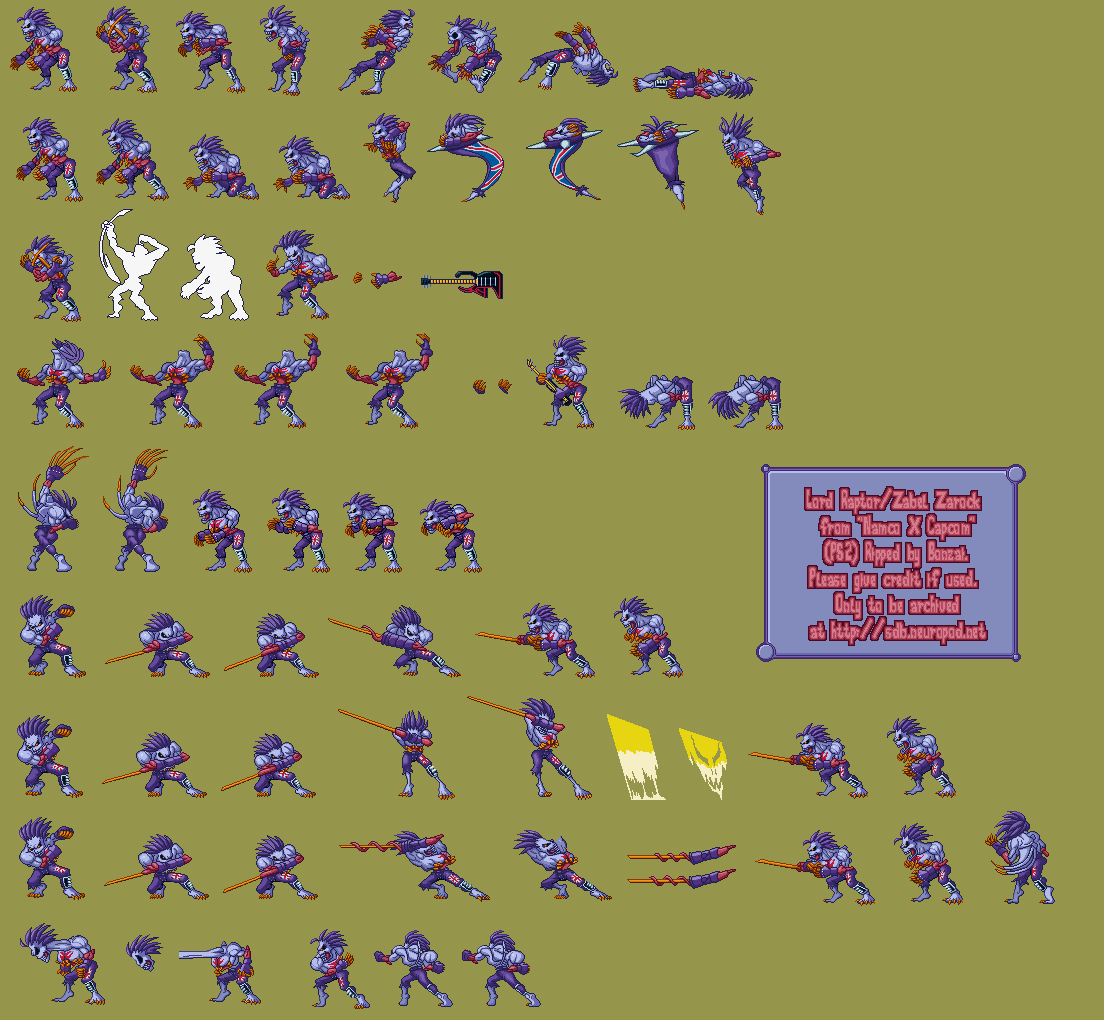 Lord Raptor/Zabel Zarock
from "Namco X Capcom"
(PS2) Ripped by Bonzai.
Please give credit if used.
Only to be archived
at http://sdb.neuropod.net